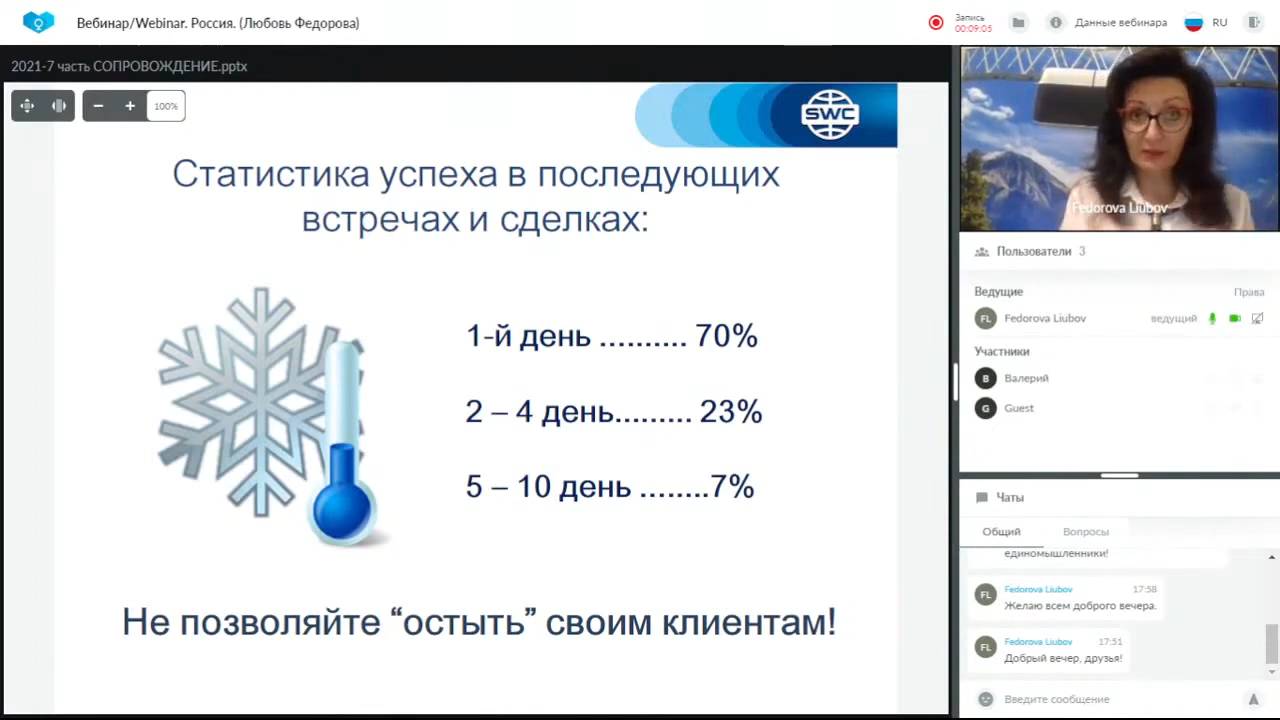 Вебинар/Webinar. Россия. (Любовь Федорова)
Запись
00:09:05
Данные вебинара
RU
2021-7 часть СОПРОВОЖДЕНИЕ.pptx
100%
SWC
Статистика успеха в последующих
встречах и сделках:
1-й день .......... 70%
2 – 4 день......... 23%
5 – 10 день ........7%
Не позволяйте “остыть” своим клиентам!
Fedorova Liubov
Пользователи 3
Ведущие
Права
FL Fedorova Liubov ведущий
Участники
В Валерий
G Guest
Чаты
Общий Вопросы
единомышленники!
FL Fedorova Liubov 17:58
Желаю всем доброго вечера.
FL Fedorova Liubov 17:51
Добрый вечер, друзья!
Введите сообщение